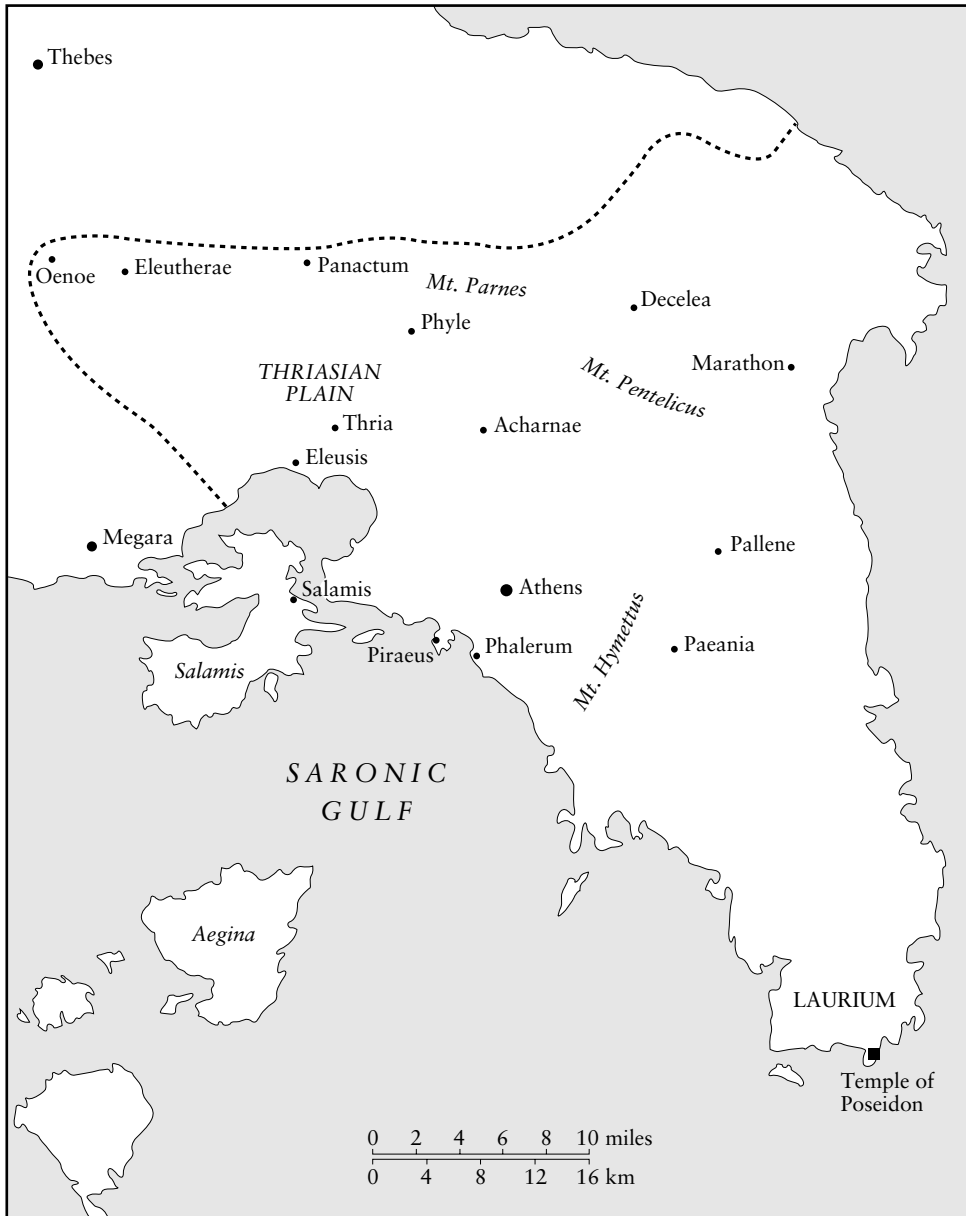 Thebes
Oenoe
Eleutherae
Panactum
Mt. Parnes
Decelea
Phyle
Marathon
Mt. Pentelicus
THRIASIAN
PLAIN
Thria
Acharnae
Eleusis
Megara
Pallene
Salamis
Athens
Piraeus
Phalerum
Paeania
Salamis
Mt. Hymettus
SARONIC
GULF
Aegina
LAURIUM
Temple of
Poseidon
0 2 4 6 8 10 miles
0 4 8 12 16 km